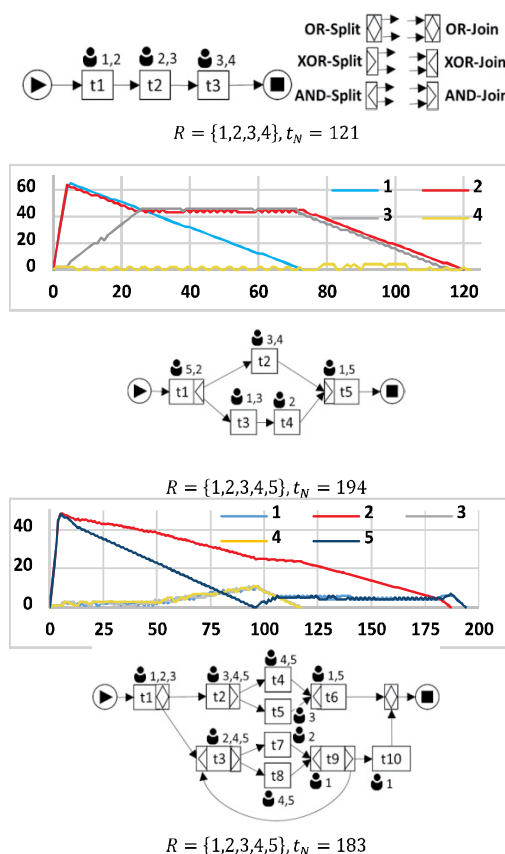 OR-Split OR-Join
1,2 2,3 3,4 XOR-Split XOR-Join
t1 t2 t3 AND-Split AND-Join
R = {1,2,3,4}, t_N = 121
60 1 2
40 3 4
20
0
0 20 40 60 80 100 120
3,4
5,2 t2 1,5
t1 1,3 2 t5
t3 t4
R = {1,2,3,4,5}, t_N = 194
40 1 2 3
20 4 5
0
0 25 50 75 100 125 150 175 200
4,5
1,2,3 3,4,5 t4 1,5
t1 t2 t6
t5 3
2,4,5 t7 2
t3 t9 t10
t8 1 1
4,5
R = {1,2,3,4,5}, t_N = 183